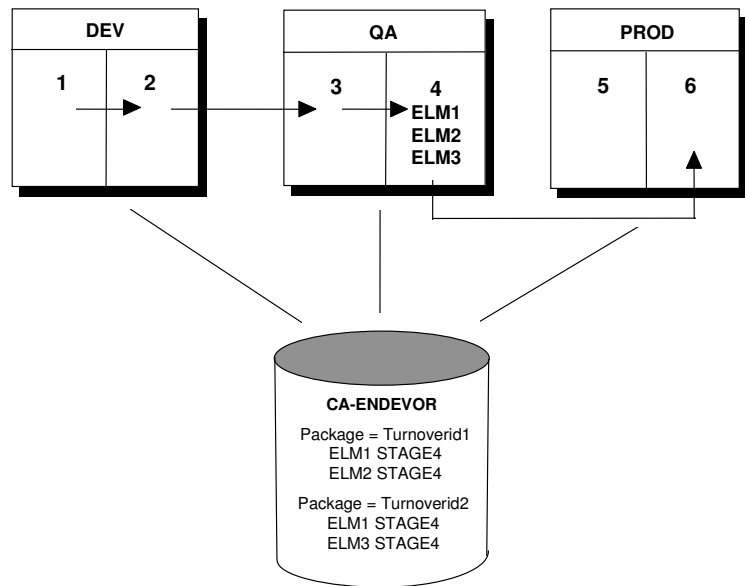 DEV
1
2
QA
3
4
ELM1
ELM2
ELM3
PROD
5
6
CA-ENDEVOR
Package = Turnoverid1
ELM1 STAGE4
ELM2 STAGE4
Package = Turnoverid2
ELM1 STAGE4
ELM3 STAGE4